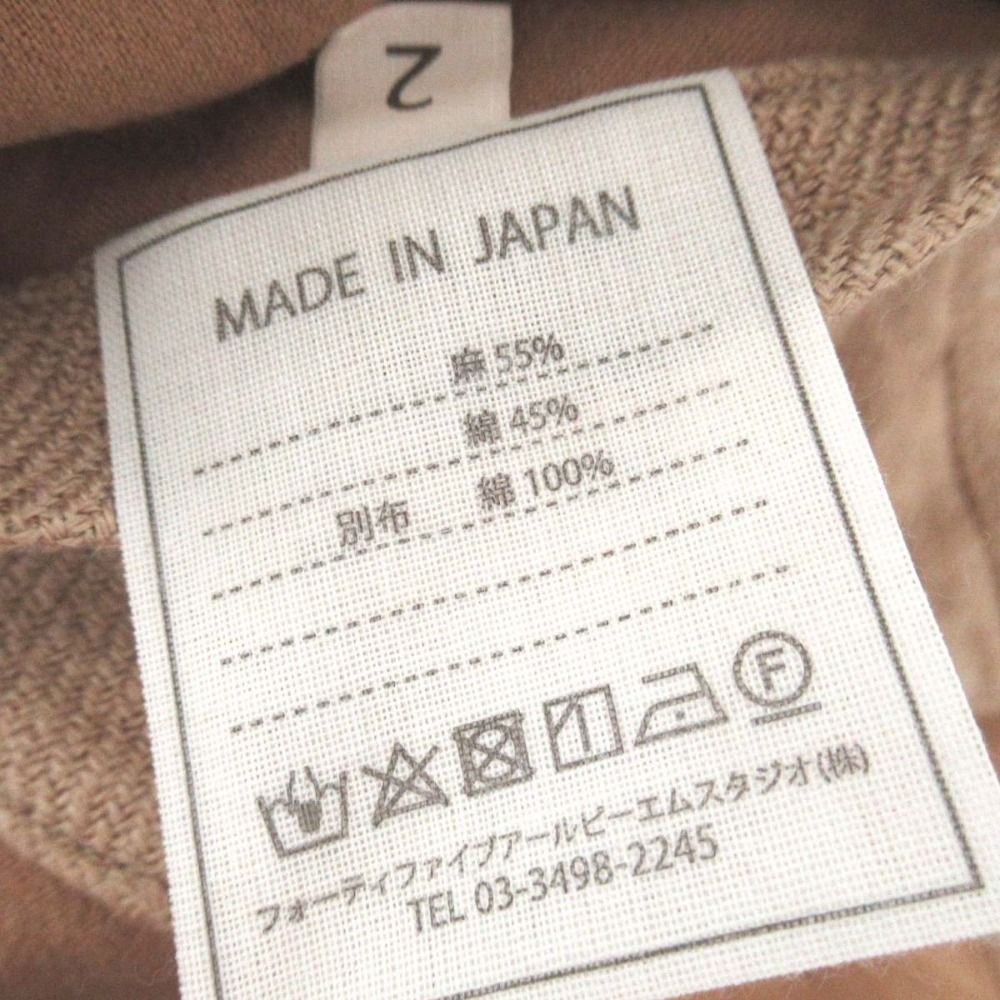 2
MADE IN JAPAN
麻 55%
綿 45%
別布 綿 100%
F
フォーティファイブアールピーエムスタジオ(株)
TEL 03-3498-2245